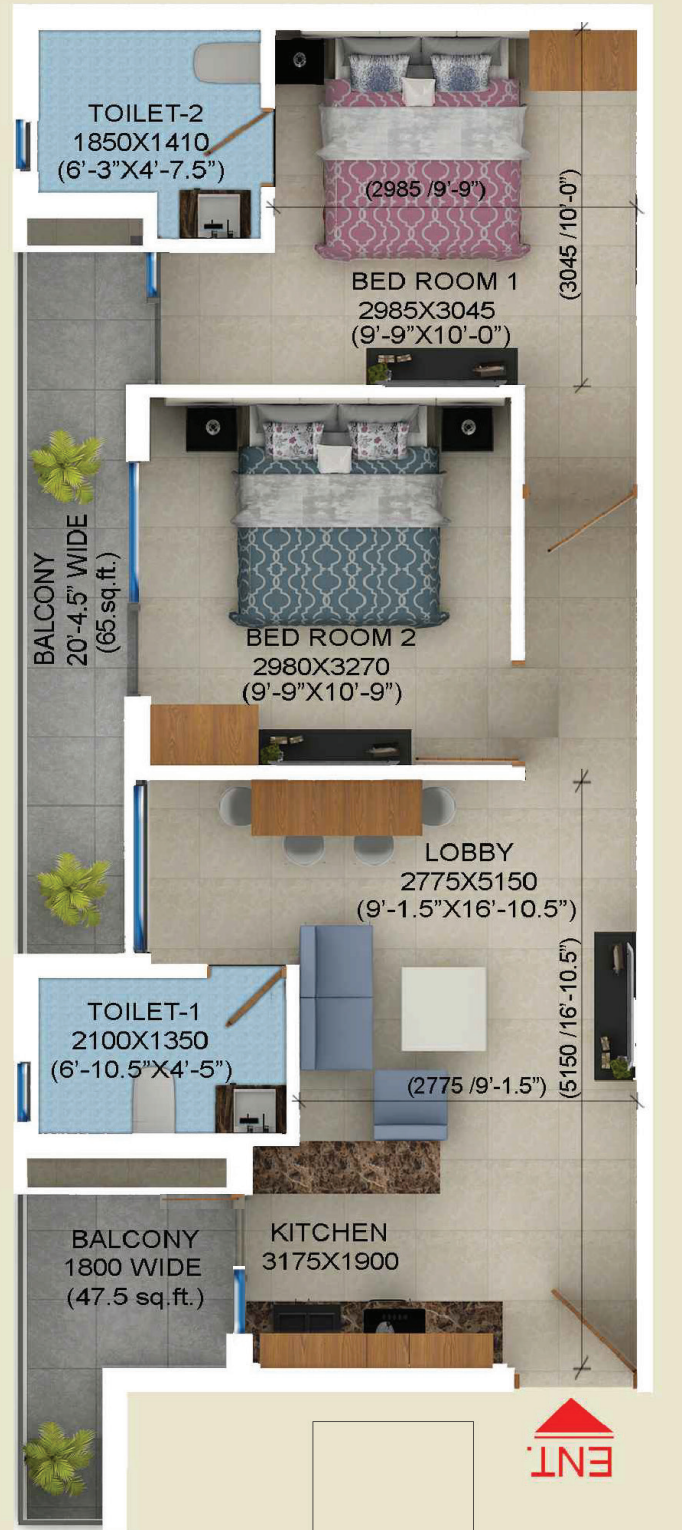 TOILET-2
1850X1410
(6'-3"X4'-7.5")
(2985 /9'-9")
(3045 /10'-0")
BED ROOM 1
2985X3045
(9'-9"X10'-0")
BALCONY
20'-4.5" WIDE
(65.sq.ft.)
BED ROOM 2
2980X3270
(9'-9"X10'-9")
LOBBY
2775X5150
(9'-1.5"X16'-10.5")
(5150 /16'-10.5")
TOILET-1
2100X1350
(6'-10.5"X4'-5")
(2775 /9'-1.5")
BALCONY
1800 WIDE
(47.5 sq.ft.)
KITCHEN
3175X1900
ENT.